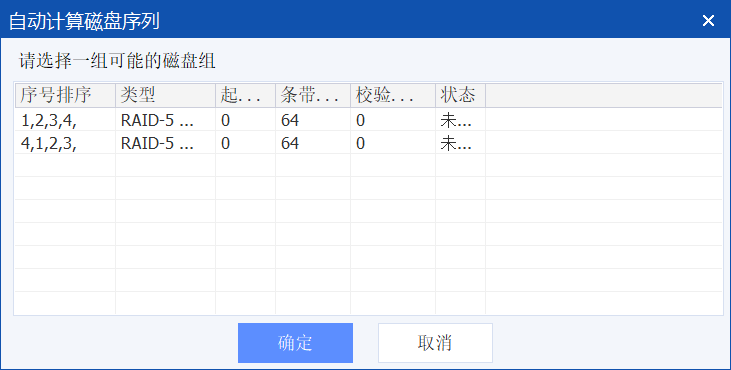 自动计算磁盘序列
请选择一组可能的磁盘组
序号排序 类型 起... 条带... 校验... 状态
1,2,3,4, RAID-5 ... 0 64 0 未...
4,1,2,3, RAID-5 ... 0 64 0 未...
确定 取消